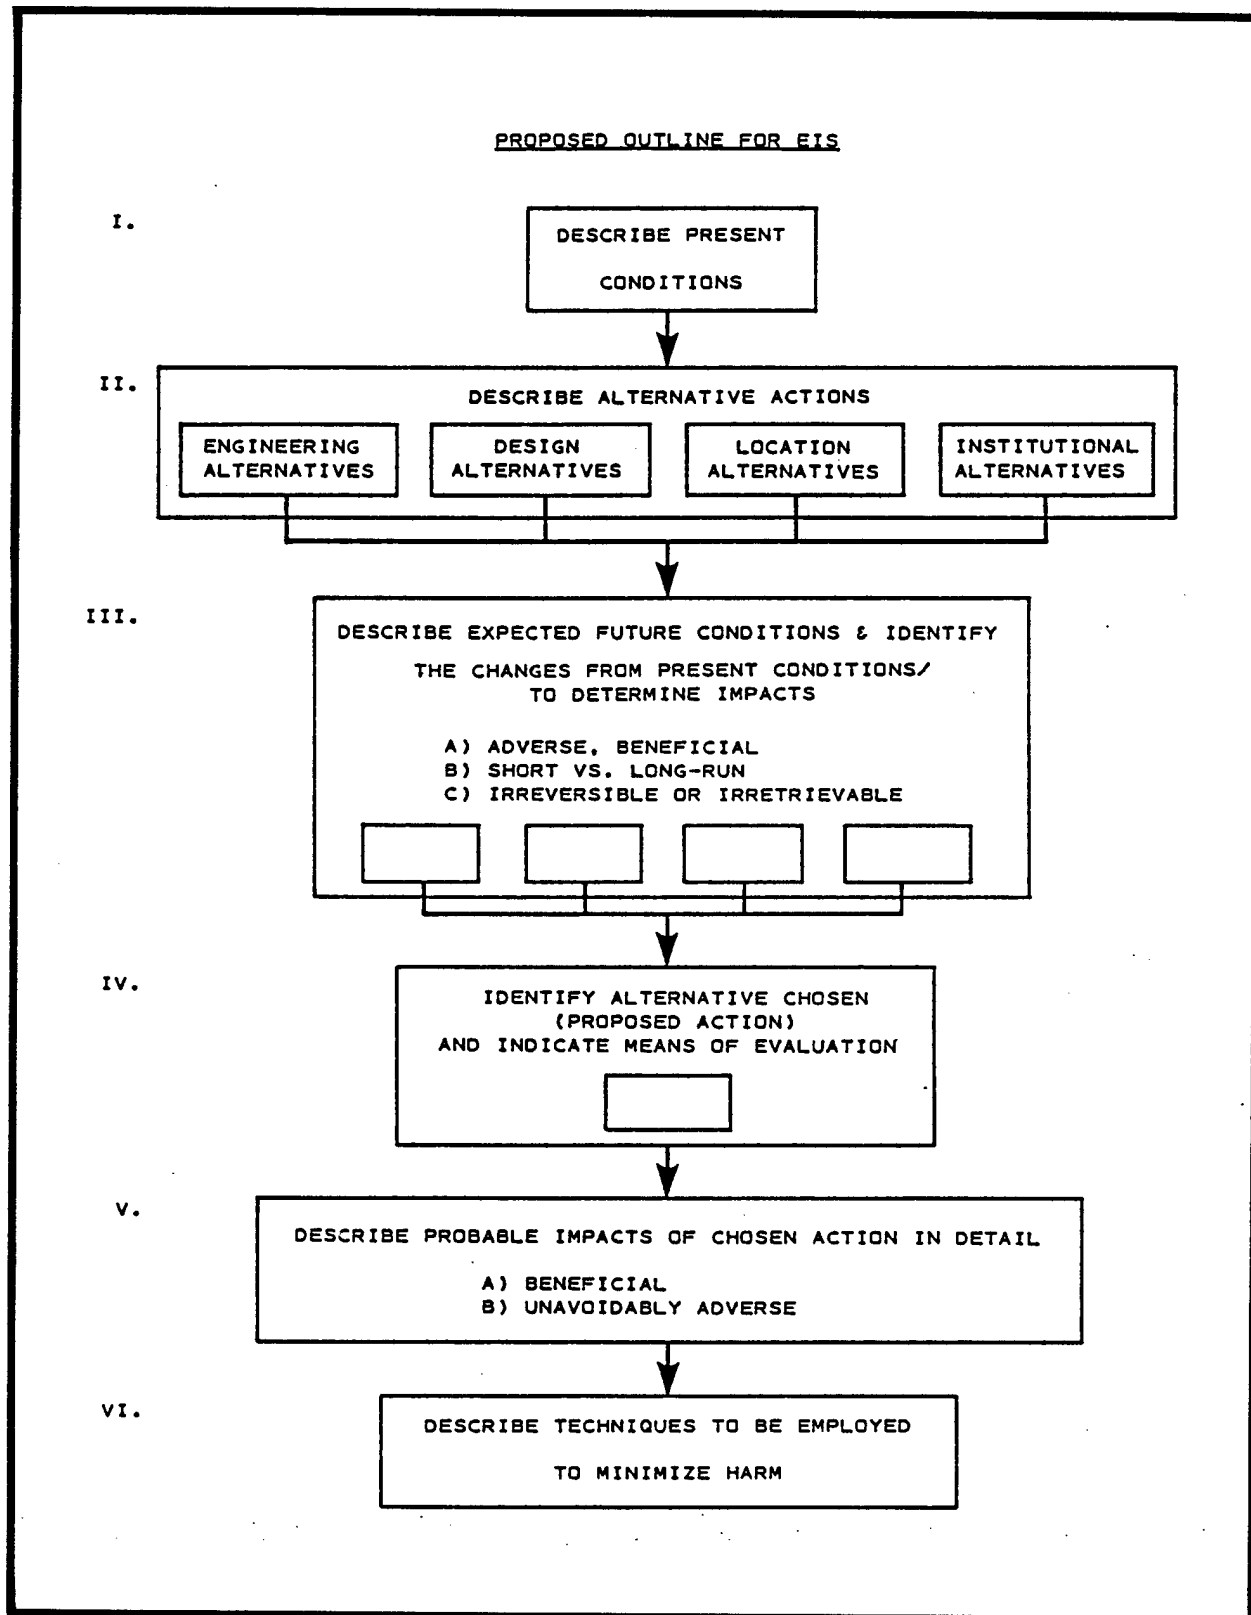 PROPOSED OUTLINE FOR EIS
I.
DESCRIBE PRESENT
CONDITIONS
II.
DESCRIBE ALTERNATIVE ACTIONS
ENGINEERING
ALTERNATIVES
DESIGN
ALTERNATIVES
LOCATION
ALTERNATIVES
INSTITUTIONAL
ALTERNATIVES
III.
DESCRIBE EXPECTED FUTURE CONDITIONS & IDENTIFY
THE CHANGES FROM PRESENT CONDITIONS/
TO DETERMINE IMPACTS
A) ADVERSE, BENEFICIAL
B) SHORT VS. LONG-RUN
C) IRREVERSIBLE OR IRRETRIEVABLE
IV.
IDENTIFY ALTERNATIVE CHOSEN
(PROPOSED ACTION)
AND INDICATE MEANS OF EVALUATION
V.
DESCRIBE PROBABLE IMPACTS OF CHOSEN ACTION IN DETAIL
A) BENEFICIAL
B) UNAVOIDABLY ADVERSE
VI.
DESCRIBE TECHNIQUES TO BE EMPLOYED
TO MINIMIZE HARM